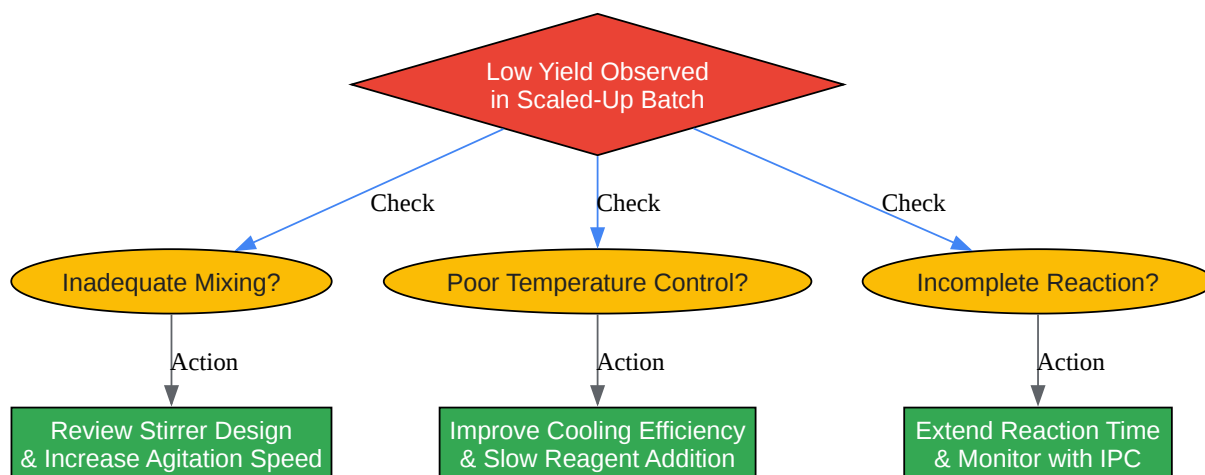 Low Yield Observed
in Scaled-Up Batch
Check
Check
Check
Inadequate Mixing?
Poor Temperature Control?
Incomplete Reaction?
Action
Action
Action
Review Stirrer Design
& Increase Agitation Speed
Improve Cooling Efficiency
& Slow Reagent Addition
Extend Reaction Time
& Monitor with IPC